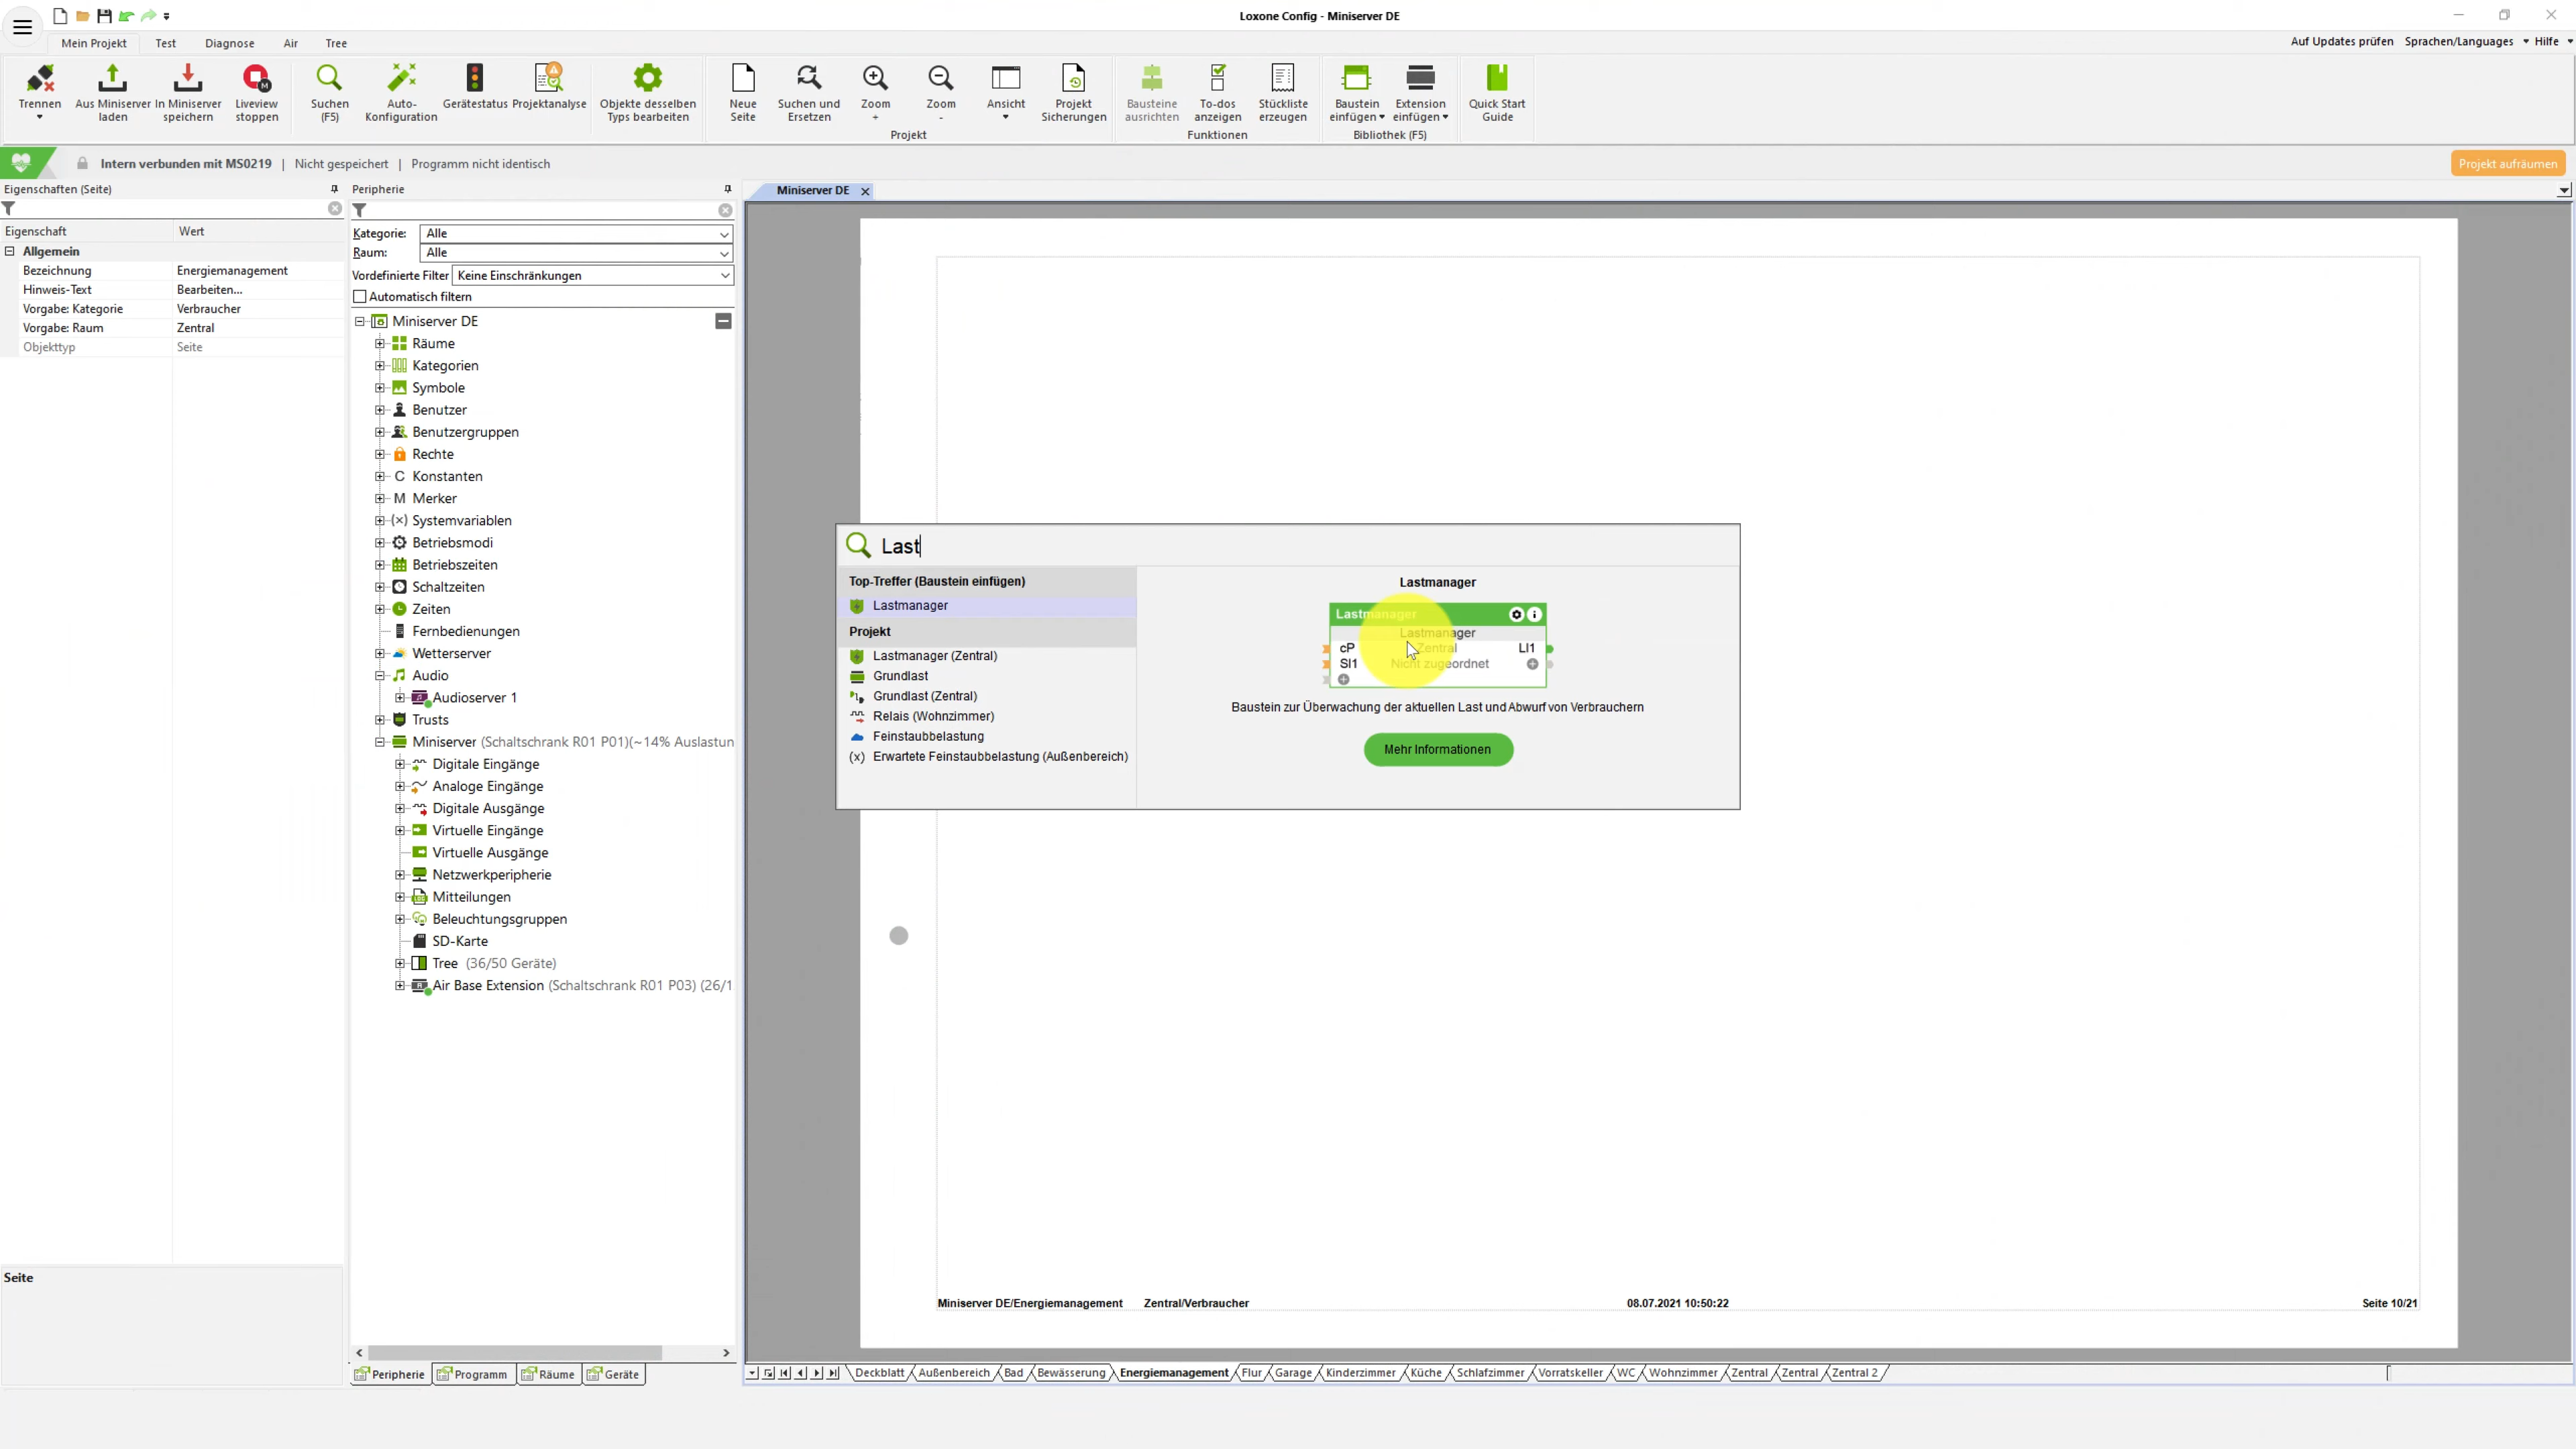 Loxone Config - Miniserver DE
Mein Projekt Test Diagnose Air Tree
Auf Updates prüfen Sprachen/Languages Hilfe
Trennen
Aus Miniserver laden
In Miniserver speichern
Liveview stoppen
Suchen (F5)
Auto-Konfiguration
Gerätestatus
Projektanalyse
Objekte desselben Typs bearbeiten
Neue Seite
Suchen und Ersetzen
Zoom +
Zoom -
Ansicht
Projekt Sicherungen
Projekt
Bausteine ausrichten
To-dos anzeigen
Stückliste erzeugen
Funktionen
Baustein einfügen
Extension einfügen
Bibliothek (F5)
Quick Start Guide
Intern verbunden mit MS0219 | Nicht gespeichert | Programm nicht identisch
Projekt aufräumen
Eigenschaften (Seite)
Eigenschaft Wert
Allgemein
Bezeichnung Energiemanagement
Hinweis-Text Bearbeiten...
Vorgabe: Kategorie Verbraucher
Vorgabe: Raum Zentral
Objekttyp Seite
Seite
Peripherie
Kategorie: Alle
Raum: Alle
Vordefinierte Filter Keine Einschränkungen
Automatisch filtern
Miniserver DE
Räume
Kategorien
Symbole
Benutzer
Benutzergruppen
Rechte
C Konstanten
M Merker
(×) Systemvariablen
Betriebsmodi
Betriebszeiten
Schaltzeiten
Zeiten
Fernbedienungen
Wetterserver
Audio
Audioserver 1
Trusts
Miniserver (Schaltschrank R01 P01)(~14% Auslastun
Digitale Eingänge
Analoge Eingänge
Digitale Ausgänge
Virtuelle Eingänge
Virtuelle Ausgänge
Netzwerkperipherie
Mitteilungen
Beleuchtungsgruppen
SD-Karte
Tree (36/50 Geräte)
Air Base Extension (Schaltschrank R01 P03) (26/1
Peripherie Programm Räume Geräte
Miniserver DE
Last
Top-Treffer (Baustein einfügen)
Lastmanager
Projekt
Lastmanager (Zentral)
Grundlast
Grundlast (Zentral)
Relais (Wohnzimmer)
Feinstaubbelastung
(x) Erwartete Feinstaubbelastung (Außenbereich)
Lastmanager
Lastmanager
Lastmanager
cP Zentral LI1
SI1 Nicht zugeordnet
Baustein zur Überwachung der aktuellen Last und Abwurf von Verbrauchern
Mehr Informationen
Miniserver DE/Energiemanagement Zentral/Verbraucher 08.07.2021 10:50:22 Seite 10/21
Deckblatt Außenbereich Bad Bewässerung Energiemanagement Flur Garage Kinderzimmer Küche Schlafzimmer Vorratskeller WC Wohnzimmer Zentral Zentral Zentral 2